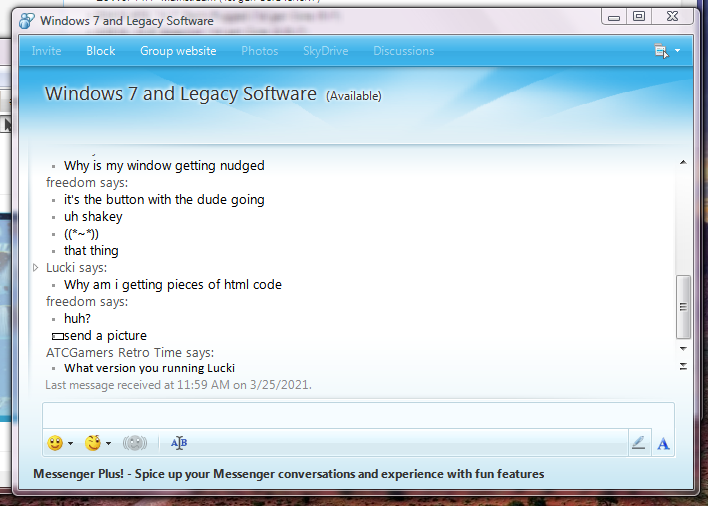 Windows 7 and Legacy Software
Invite Block Group website Photos SkyDrive Discussions
Windows 7 and Legacy Software (Available)
Why is my window getting nudged
freedom says:
it's the button with the dude going
uh shakey
((*~*))
that thing
Lucki says:
Why am i getting pieces of html code
freedom says:
huh?
send a picture
ATCGamers Retro Time says:
What version you running Lucki
Last message received at 11:59 AM on 3/25/2021.
AB
A
Messenger Plus! - Spice up your Messenger conversations and experience with fun features